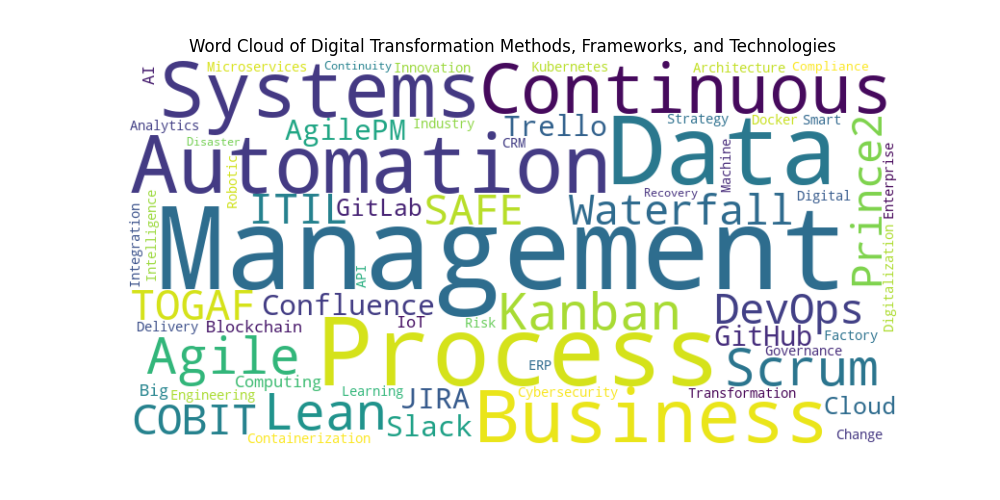 Word Cloud of Digital Transformation Methods, Frameworks, and Technologies
AI
Systems
Microservices
Continuity
Innovation
Continuous
Kubernetes
Architecture
Compliance
Analytics
Disaster
AgilePM
Industry
Trello
CRM
Data
Strategy
Docker
Smart
Prince2
Automation
Robotic
Machine
Enterprise
Recovery
Digital
Integration
Intelligence
ITIL
GitLab
SAFE
Waterfall
Management
API
Digitalization
TOGAF
Confluence
Kanban
DevOps
Delivery
Blockchain
IoT
Risk
GitHub
Factory
Agile
Process
ERP
Governance
Scrum
Big
Engineering
Computing
Learning
JIRA
Cybersecurity
Transformation
COBIT
Lean
Slack
Business
Cloud
Containerization
Change